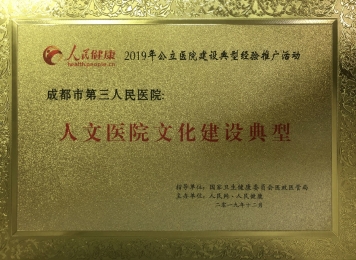 人民健康
health.people.cn
2019年公立医院建设典型经验推广活动
成都市第三人民医院:
人文医院文化建设典型
指导单位:国家卫生健康委员会医政医管局
主办单位:人民网·人民健康
二零一九年十二月